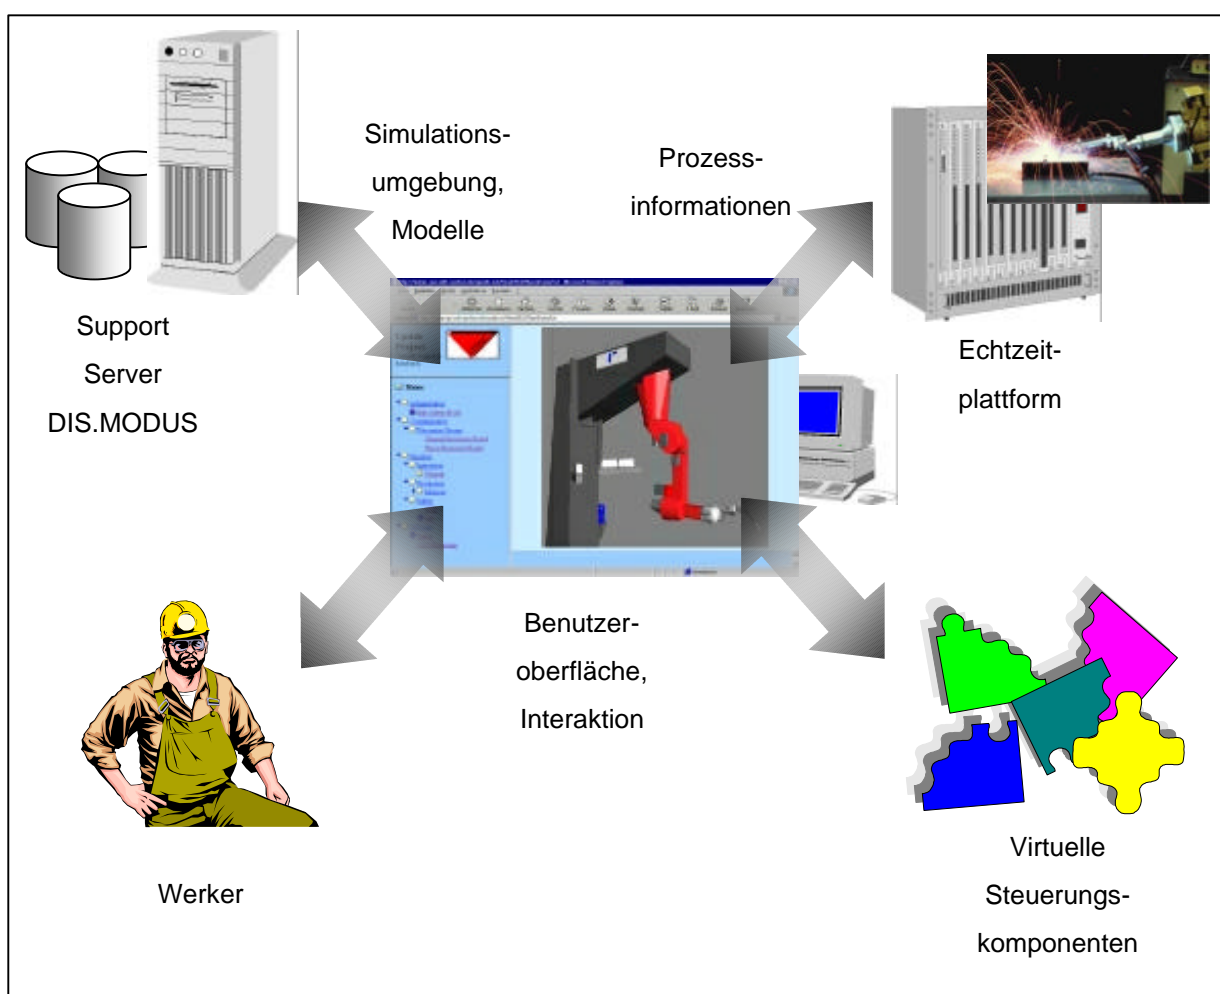 Simulations-
umgebung,
Modelle
Prozess-
informationen
Support
Server
DIS.MODUS
Echtzeit-
plattform
Benutzer-
oberfläche,
Interaktion
Werker
Virtuelle
Steuerungs-
komponenten